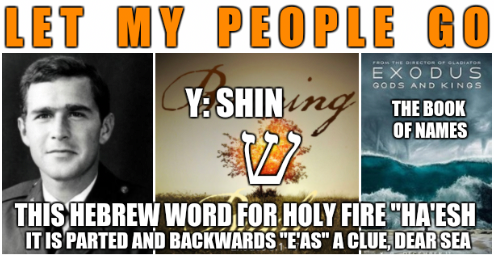 LET MY PEOPLE GO
FROM THE DIRECTOR OF GLADIATOR
EXODUS
GODS AND KINGS
Y: SHIN
ש
THE BOOK
OF NAMES
THIS HEBREW WORD FOR HOLY FIRE "HA'ESH
IT IS PARTED AND BACKWARDS "E'AS" A CLUE, DEAR SEA